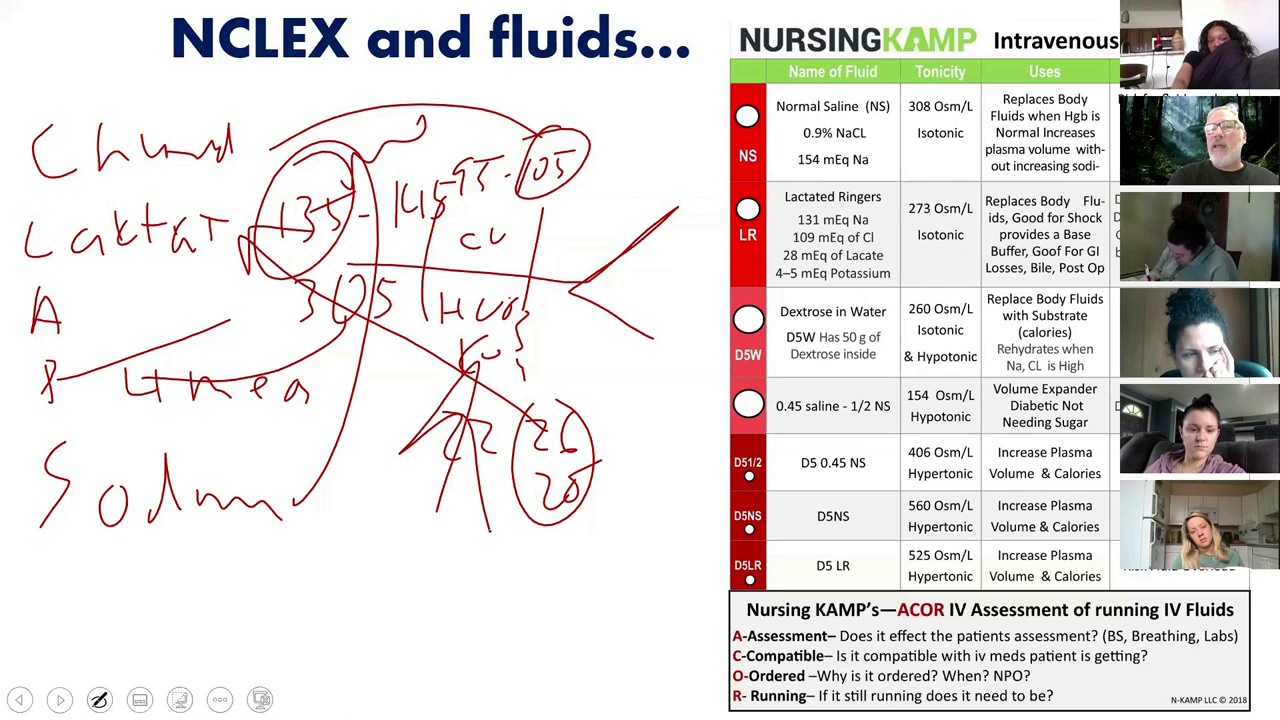 NCLEX and fluids...
135 - 145
95 - 105
CL
A
22
26
NURSINGKAMP Intravenous
Name of Fluid Tonicity Uses
NS Normal Saline (NS) 308 Osm/L Replaces Body
0.9% NaCl Isotonic Fluids when Hgb is
154 mEq Na Normal Increases
plasma volume with-
out increasing sodi-
LR Lactated Ringers 273 Osm/L Replaces Body Flu-
131 mEq Na Isotonic ids, Good for Shock
109 mEq of Cl provides a Base
28 mEq of Lacate Buffer, Goof For GI
4–5 mEq Potassium Losses, Bile, Post Op
D5W Dextrose in Water 260 Osm/L Replace Body Fluids
D5W Has 50 g of Isotonic with Substrate
Dextrose inside & Hypotonic (calories)
Rehydrates when
Na, CL is High
0.45 saline - 1/2 NS 154 Osm/L Volume Expander
Hypotonic Diabetic Not
Needing Sugar
D51/2 D5 0.45 NS 406 Osm/L Increase Plasma
Hypertonic Volume & Calories
D5NS D5NS 560 Osm/L Increase Plasma
Hypertonic Volume & Calories
D5LR D5 LR 525 Osm/L Increase Plasma
Hypertonic Volume & Calories
Nursing KAMP's—ACOR IV Assessment of running IV Fluids
A-Assessment– Does it effect the patients assessment? (BS, Breathing, Labs)
C-Compatible– Is it compatible with iv meds patient is getting?
O-Ordered –Why is it ordered? When? NPO?
R- Running– If it still running does it need to be?
N-KAMP LLC © 2018